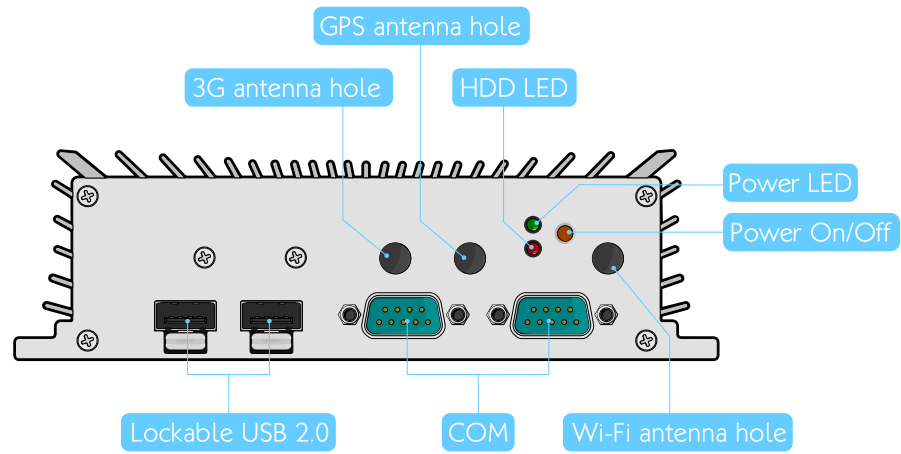 GPS antenna hole
3G antenna hole
HDD LED
Power LED
Power On/Off
Lockable USB 2.0
COM
Wi-Fi antenna hole